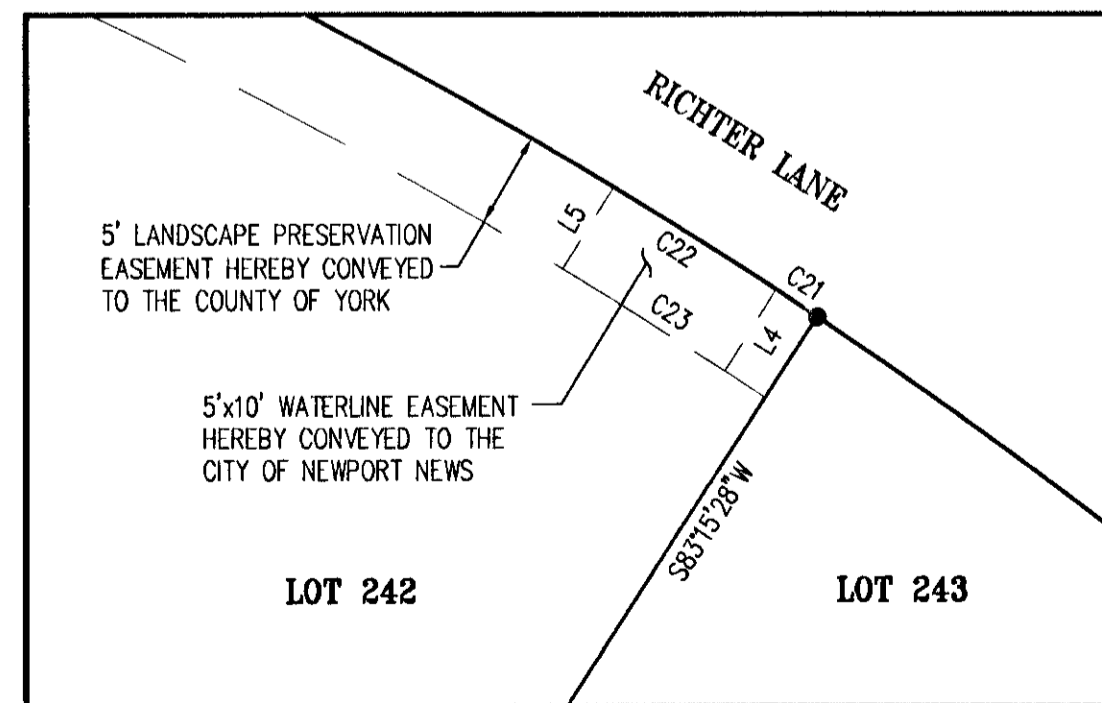 RICHTER LANE
5' LANDSCAPE PRESERVATION
EASEMENT HEREBY CONVEYED
TO THE COUNTY OF YORK
L5
C22
C21
C23
L4
5'x10' WATERLINE EASEMENT
HEREBY CONVEYED TO THE
CITY OF NEWPORT NEWS
S83°15'28"W
LOT 242
LOT 243